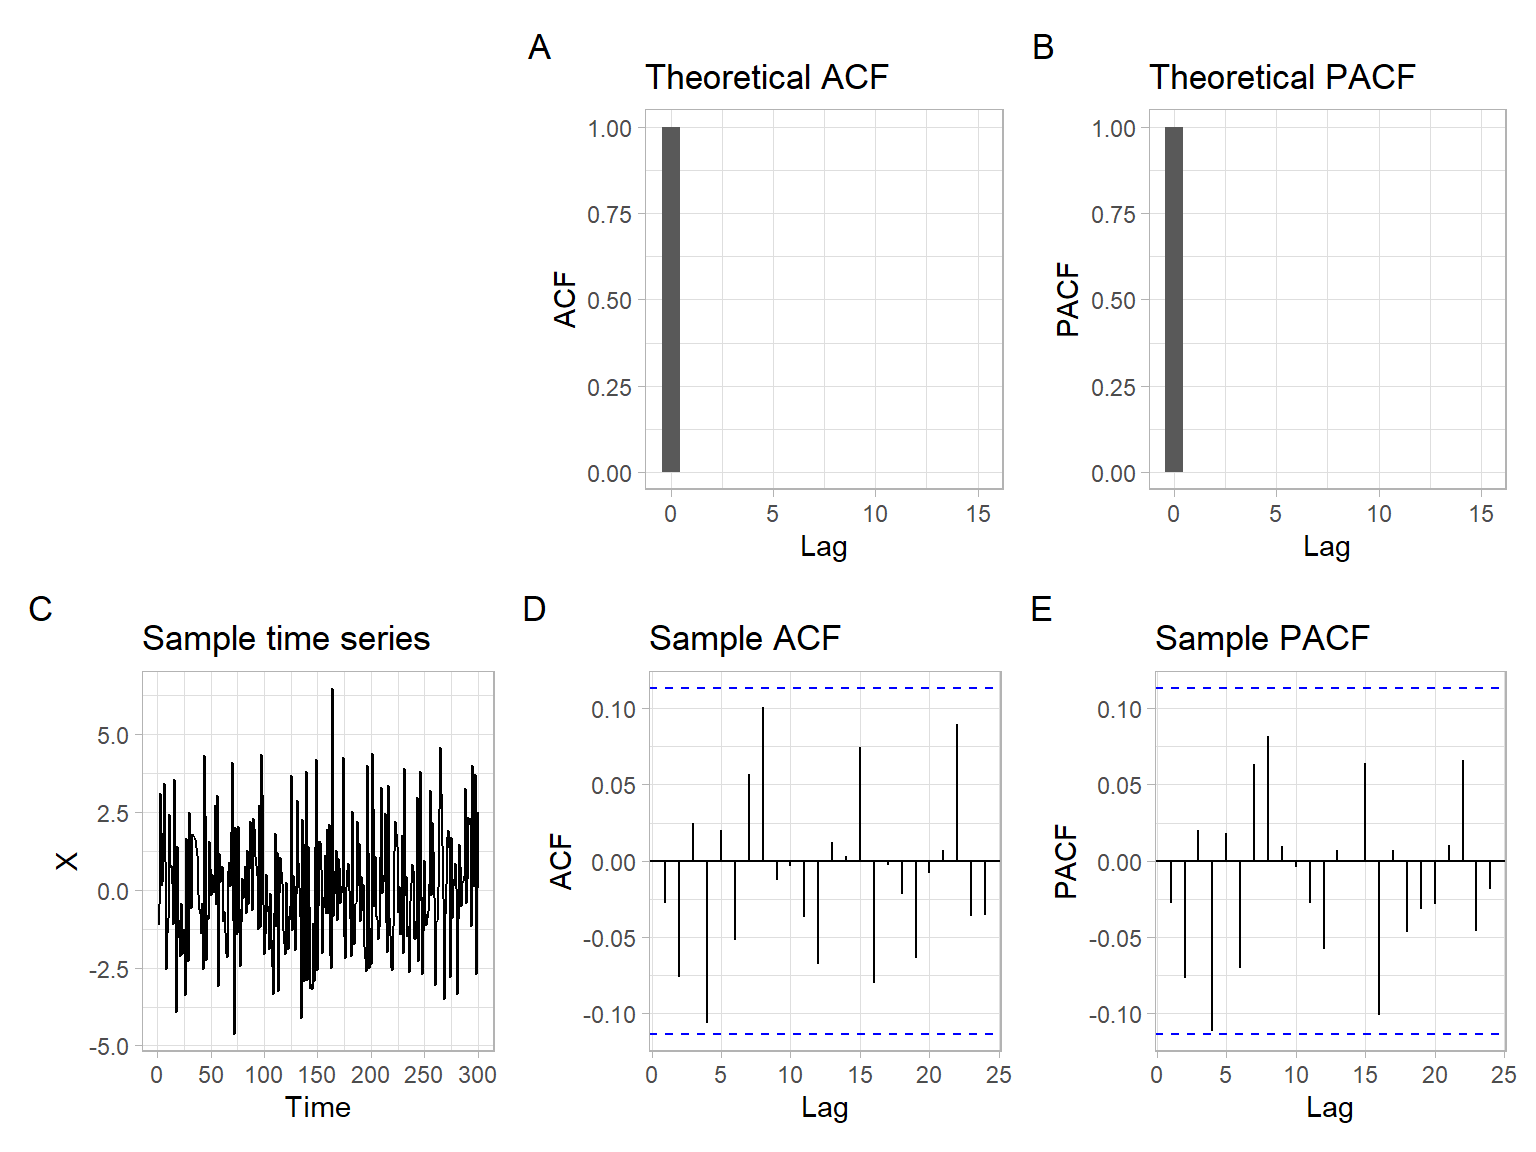 A
Theoretical ACF
ACF
1.00
0.75
0.50
0.25
0.00
0 5 10 15
Lag
B
Theoretical PACF
PACF
1.00
0.75
0.50
0.25
0.00
0 5 10 15
Lag
C
Sample time series
X
5.0
2.5
0.0
-2.5
-5.0
0 50 100 150 200 250 300
Time
D
Sample ACF
ACF
0.10
0.05
0.00
-0.05
-0.10
0 5 10 15 20 25
Lag
E
Sample PACF
PACF
0.10
0.05
0.00
-0.05
-0.10
0 5 10 15 20 25
Lag